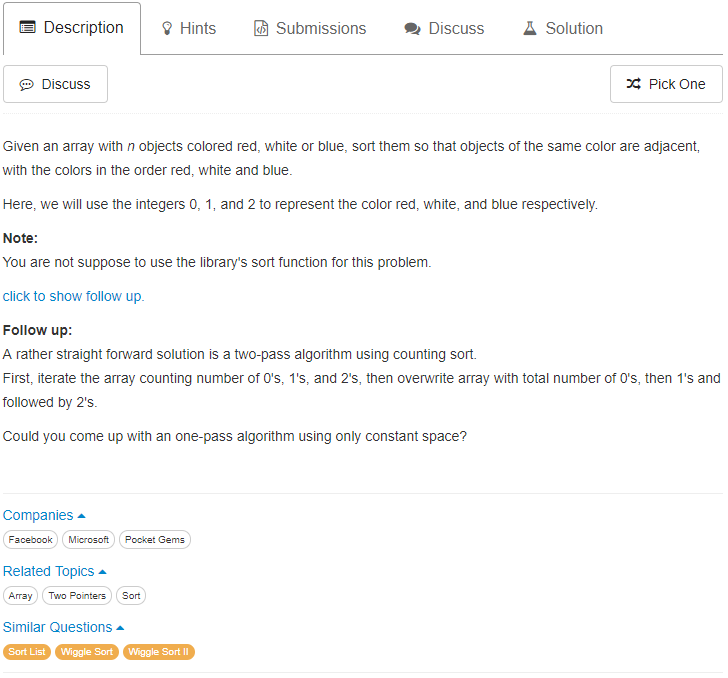 Description Hints Submissions Discuss Solution
Discuss Pick One
Given an array with n objects colored red, white or blue, sort them so that objects of the same color are adjacent,
with the colors in the order red, white and blue.
Here, we will use the integers 0, 1, and 2 to represent the color red, white, and blue respectively.
Note:
You are not suppose to use the library's sort function for this problem.
click to show follow up.
Follow up:
A rather straight forward solution is a two-pass algorithm using counting sort.
First, iterate the array counting number of 0's, 1's, and 2's, then overwrite array with total number of 0's, then 1's and
followed by 2's.
Could you come up with an one-pass algorithm using only constant space?
Companies
Facebook Microsoft Pocket Gems
Related Topics
Array Two Pointers Sort
Similar Questions
Sort List Wiggle Sort Wiggle Sort II